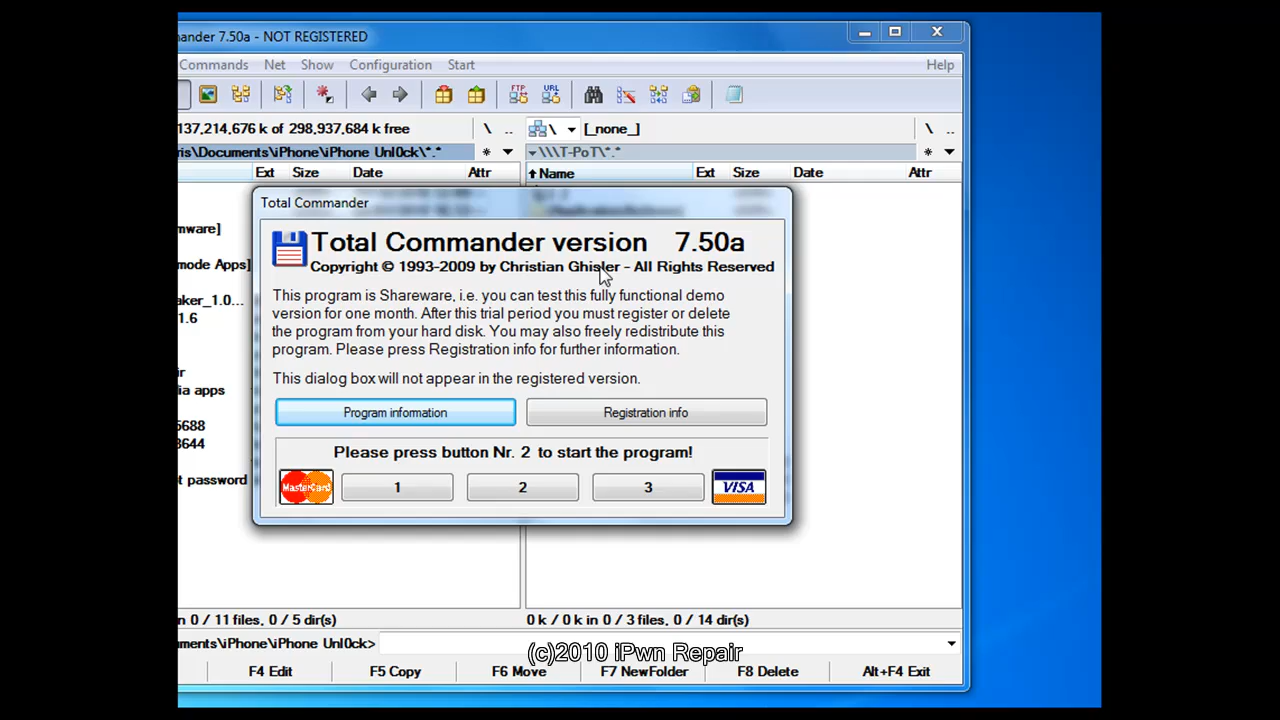 mander 7.50a - NOT REGISTERED
Commands Net Show Configuration Start Help
FTP URL
137,214,676 k of 298,937,684 k free \ .. \ [_none_] \ ..
ris\Documents\iPhone\iPhone Unl0ck\*.* * \\\T-PoT\*.* *
Ext Size Date Attr Name Ext Size Date Attr
Total Commander
mware]
Total Commander version 7.50a
mode Apps]
Copyright © 1993-2009 by Christian Ghisler - All Rights Reserved
aker_1.0...
This program is Shareware, i.e. you can test this fully functional demo
1.6
version for one month. After this trial period you must register or delete
the program from your hard disk. You may also freely redistribute this
program. Please press Registration info for further information.
ir
This dialog box will not appear in the registered version.
lia apps
Program information Registration info
5688
3644
Please press button Nr. 2 to start the program!
ot password
MasterCard 1 2 3 VISA
in 0 / 11 files, 0 / 5 dir(s) 0 k / 0 k in 0 / 3 files, 0 / 14 dir(s)
uments\iPhone\iPhone Unl0ck>
(c)2010 iPwn Repair
F4 Edit F5 Copy F6 Move F7 NewFolder F8 Delete Alt+F4 Exit